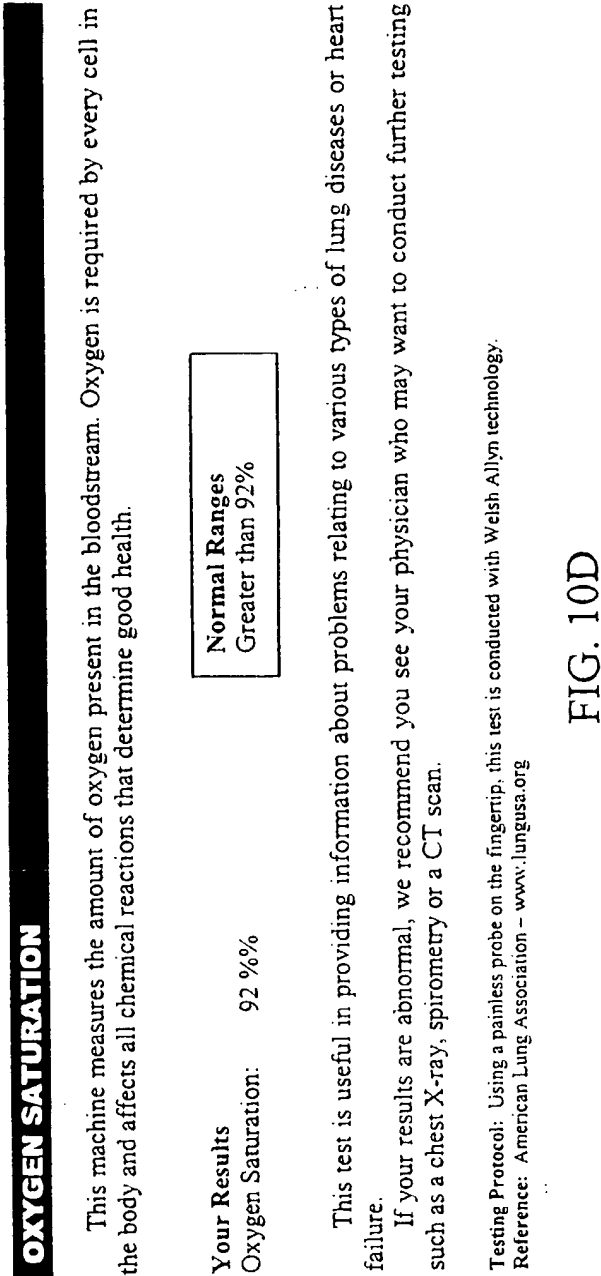 OXYGEN SATURATION
This machine measures the amount of oxygen present in the bloodstream. Oxygen is required by every cell in
the body and affects all chemical reactions that determine good health.
Your Results
Oxygen Saturation: 92 %%
Normal Ranges
Greater than 92%
This test is useful in providing information about problems relating to various types of lung diseases or heart
failure.
If your results are abnormal, we recommend you see your physician who may want to conduct further testing
such as a chest X-ray, spirometry or a CT scan.
Testing Protocol: Using a painless probe on the fingertip, this test is conducted with Welsh Allyn technology.
Reference: American Lung Association – www.lungusa.org
FIG. 10D